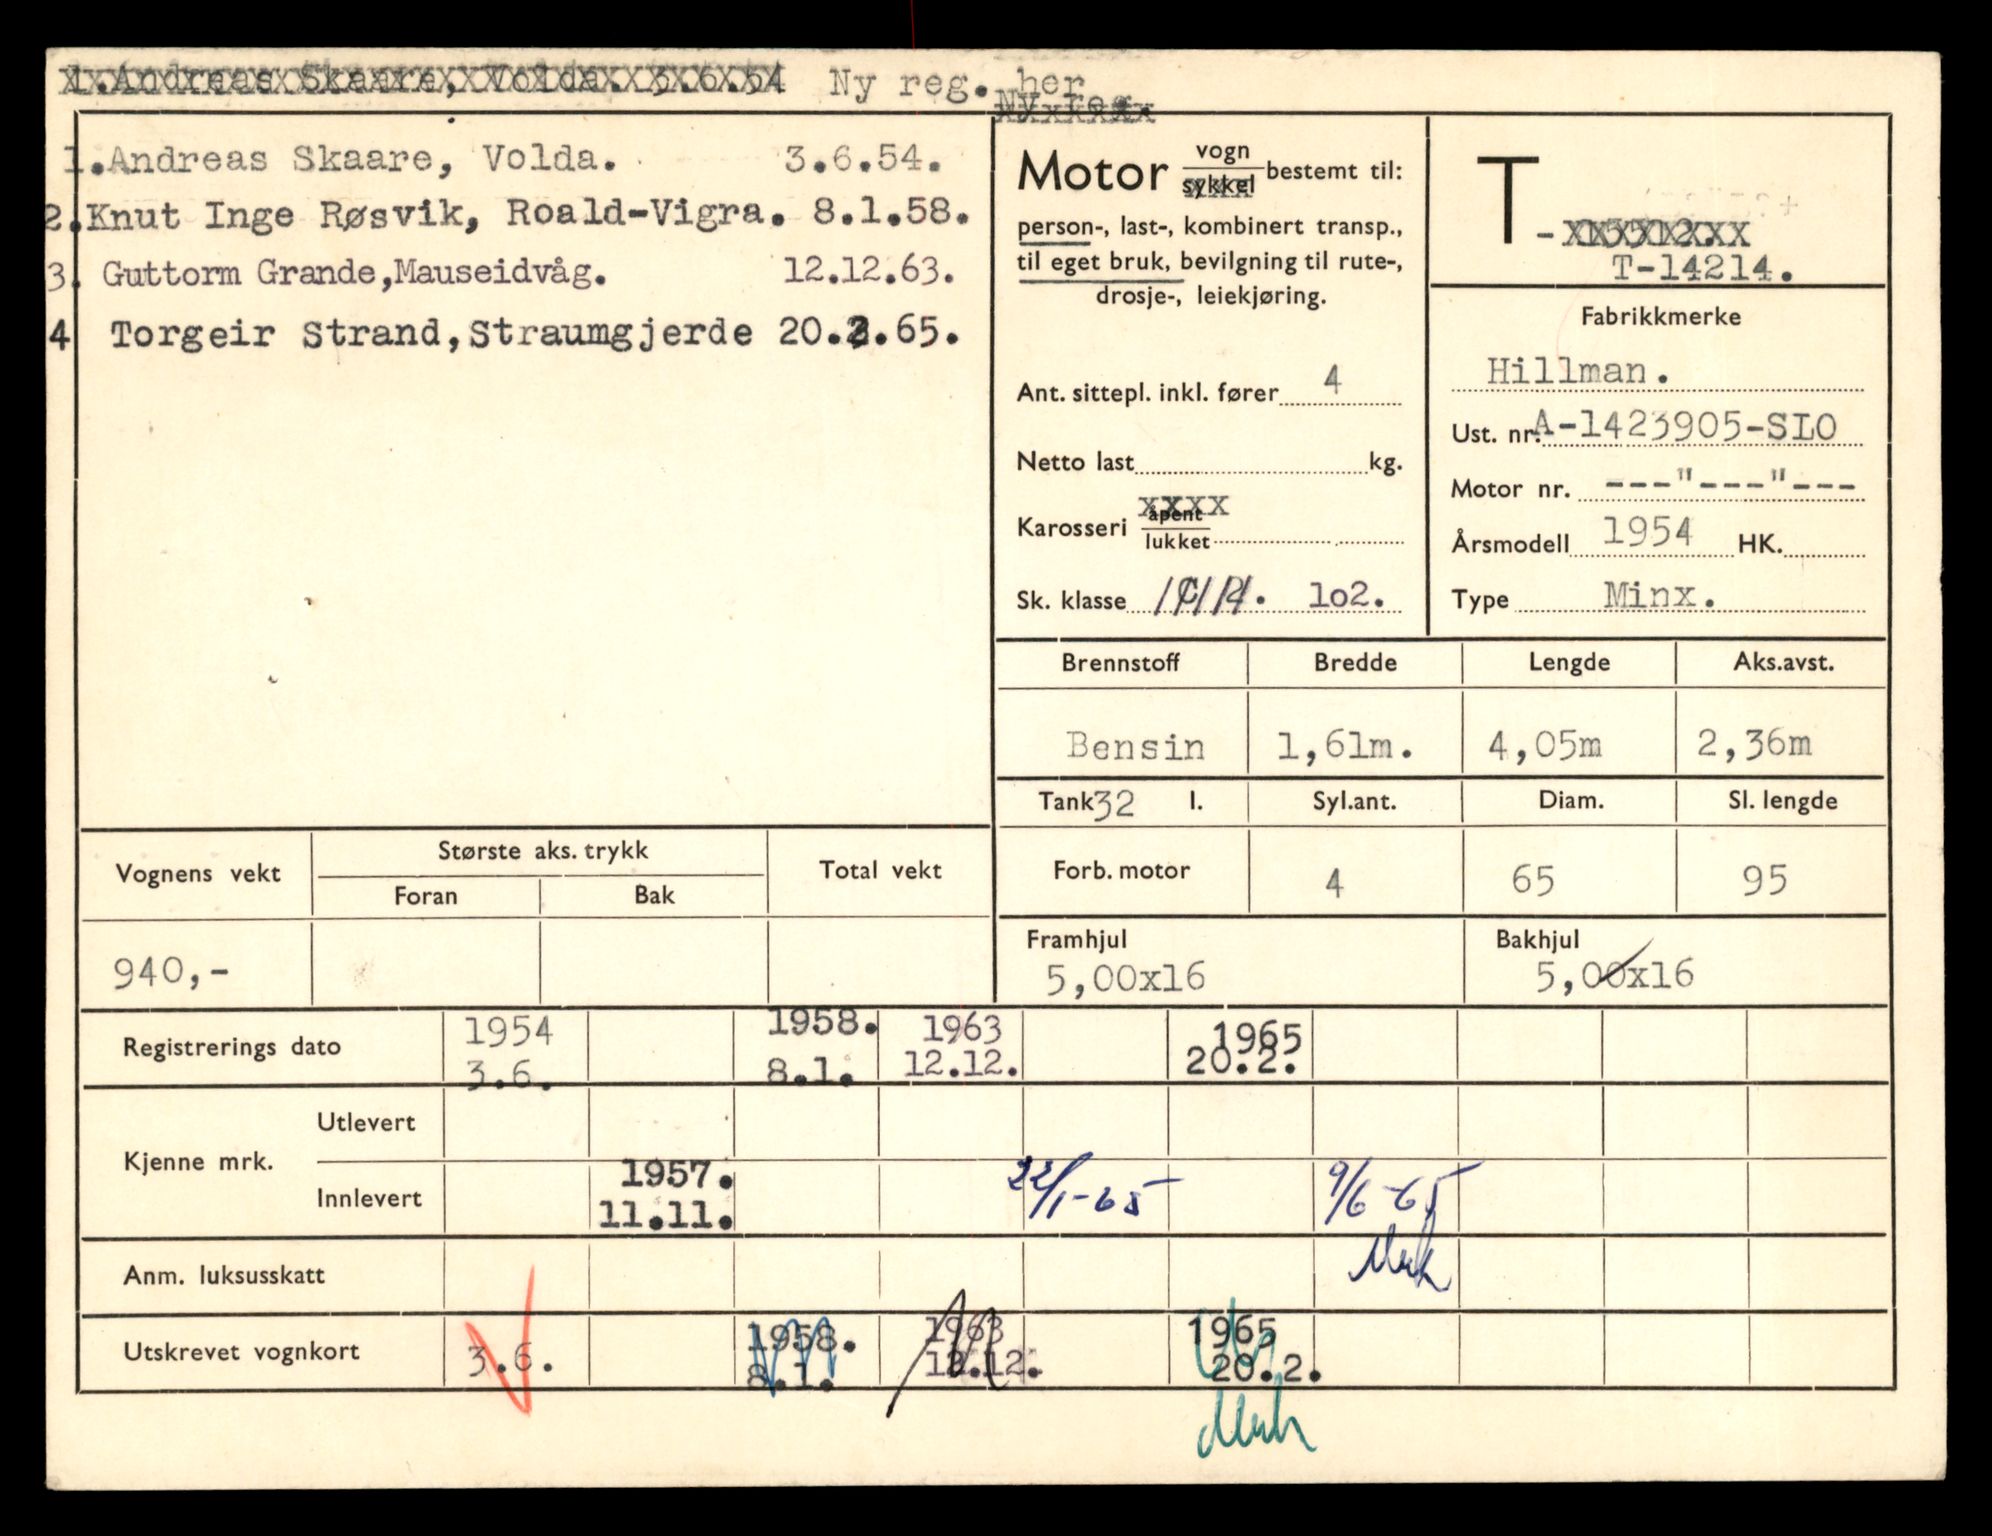 1.Andreas Skaare, Volda. 3.6.54 Ny reg. her
Ny reg.
1.Andreas Skaare, Volda. 3.6.54.
2.Knut Inge Røsvik, Roald-Vigra. 8.1.58.
3. Guttorm Grande,Mauseidvåg. 12.12.63.
4 Torgeir Strand,Straumgjerde 20.2.65.
Motor vogn sykkel bestemt til:
person-, last-, kombinert transp.,
til eget bruk, bevilgning til rute-,
drosje-, leiekjøring.
Ant. sittepl. inkl. fører 4
Netto last kg.
xxxx
Karosseri åpent lukket
Sk. klasse 1o2.
T-
T-14214.
Fabrikkmerke
Hillman.
Ust. nr. A-1423905-SLO
Motor nr. ---"---"---
Årsmodell 1954 HK.
Type Minx.
Brennstoff Bredde Lengde Aks.avst.
Bensin 1,61m. 4,05m 2,36m
Tank 32 l. Syl.ant. Diam. Sl. lengde
Forb. motor 4 65 95
Framhjul Bakhjul
5,00x16 5,00x16
Vognens vekt Største aks. trykk Total vekt
Foran Bak
940,-
Registrerings dato 1954 1958. 1963 1965
3.6. 8.1. 12.12. 20.2.
Kjenne mrk. Utlevert
Innlevert 1957. 22/1-65 9/6-65
11.11.
Anm. luksusskatt
Utskrevet vognkort 3.6. 1958. 1963 1965
8.1. 12.12. 20.2.